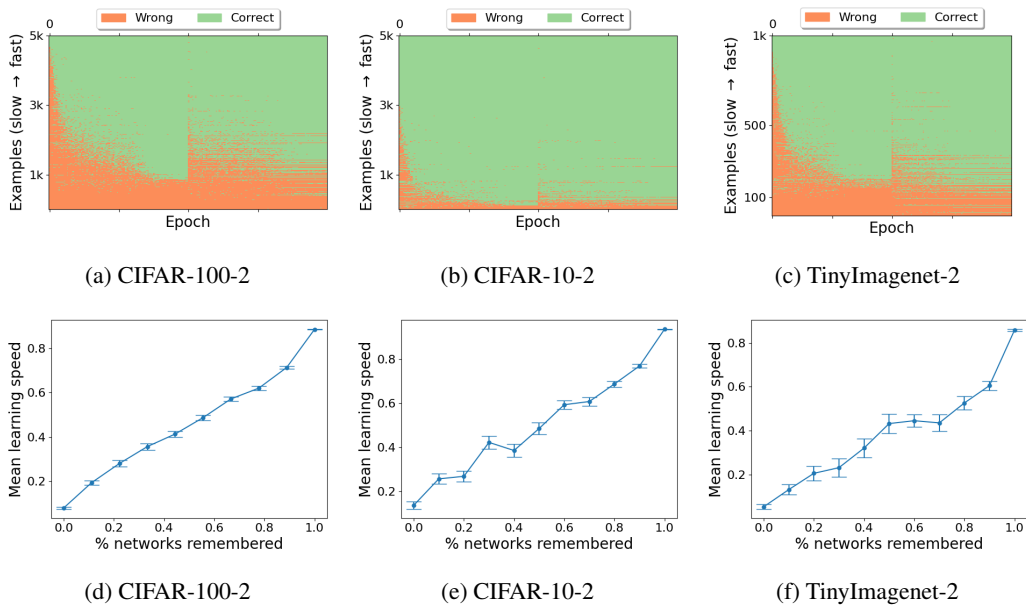 0
Wrong Correct
5k
3k
1k
Examples (slow → fast)
Epoch
(a) CIFAR-100-2
0
Wrong Correct
5k
3k
1k
Examples (slow → fast)
Epoch
(b) CIFAR-10-2
0
Wrong Correct
1k
500
100
Examples (slow → fast)
Epoch
(c) TinyImagenet-2
0.8
0.6
0.4
0.2
Mean learning speed
0.0 0.2 0.4 0.6 0.8 1.0
% networks remembered
(d) CIFAR-100-2
0.8
0.6
0.4
0.2
Mean learning speed
0.0 0.2 0.4 0.6 0.8 1.0
% networks remembered
(e) CIFAR-10-2
0.8
0.6
0.4
0.2
Mean learning speed
0.0 0.2 0.4 0.6 0.8 1.0
% networks remembered
(f) TinyImagenet-2